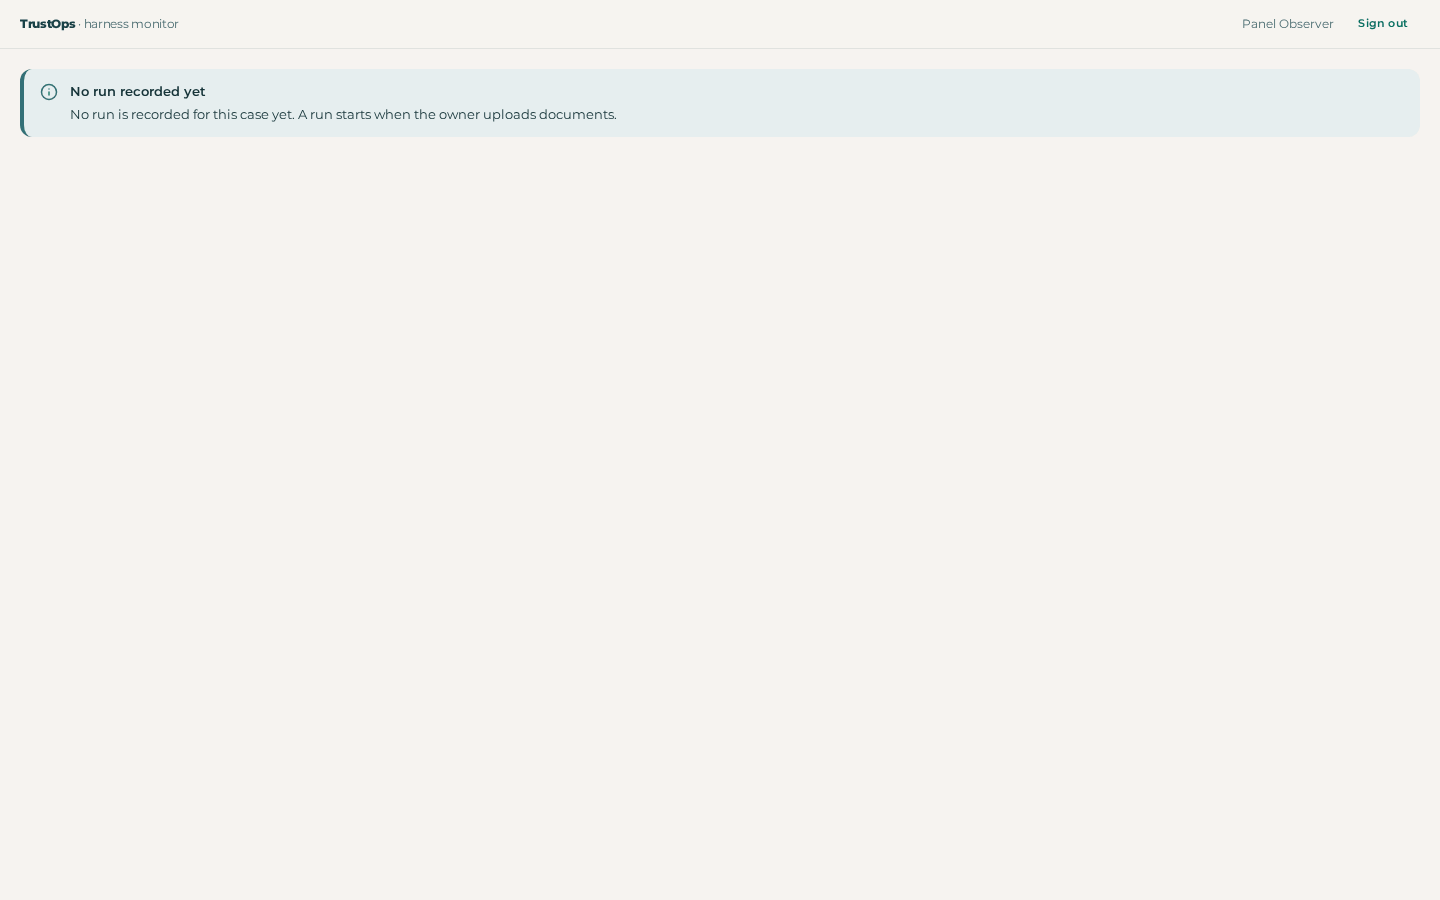 TrustOps · harness monitor
Panel Observer
Sign out
No run recorded yet
No run is recorded for this case yet. A run starts when the owner uploads documents.